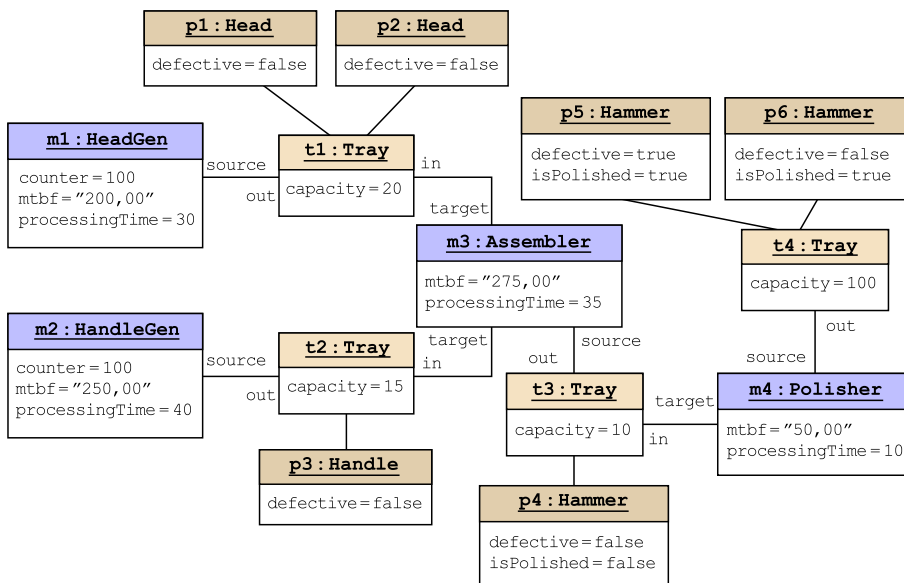 p1:Head
defective=false
p2:Head
defective=false
p5:Hammer
defective=true
isPolished=true
p6:Hammer
defective=false
isPolished=true
m1:HeadGen
counter=100
mtbf="200,00"
processingTime=30
source
out
t1:Tray
capacity=20
in
target
m3:Assembler
mtbf="275,00"
processingTime=35
t4:Tray
capacity=100
out
source
m2:HandleGen
counter=100
mtbf="250,00"
processingTime=40
source
out
t2:Tray
capacity=15
target
in
source
out
t3:Tray
capacity=10
target
in
m4:Polisher
mtbf="50,00"
processingTime=10
p3:Handle
defective=false
p4:Hammer
defective=false
isPolished=false